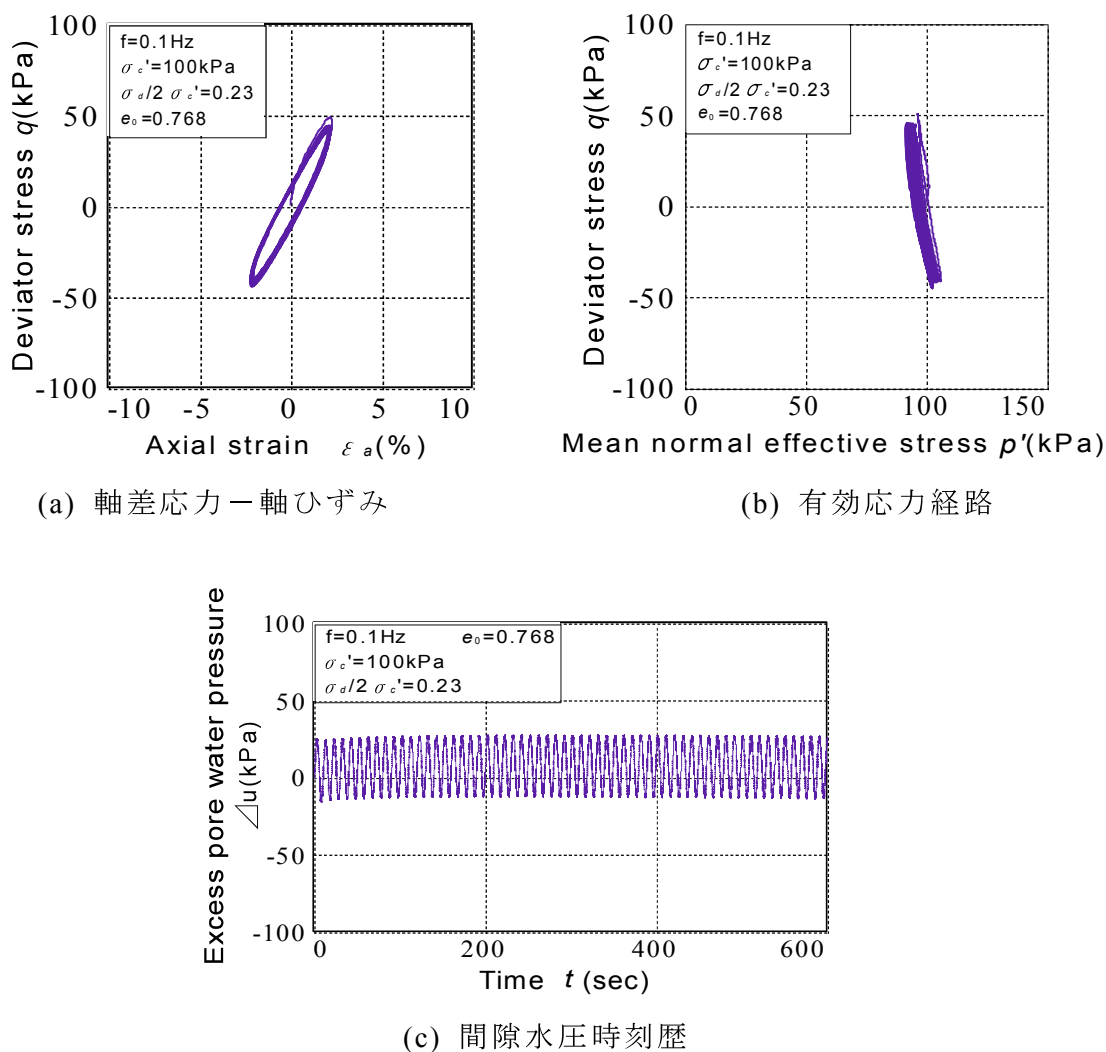 100
50
0
-50
-100
Deviator stress q(kPa)
f=0.1Hz
σc'=100kPa
σd/2 σc'=0.23
e0=0.768
-10 -5 0 5 10
Axial strain εa(%)
(a) 軸差応力－軸ひずみ
100
50
0
-50
-100
Deviator stress q(kPa)
f=0.1Hz
σc'=100kPa
σd/2 σc'=0.23
e0=0.768
0 50 100 150
Mean normal effective stress p'(kPa)
(b) 有効応力経路
100
50
0
-50
-100
Excess pore water pressure
⊿u(kPa)
f=0.1Hz e0=0.768
σc'=100kPa
σd/2 σc'=0.23
0 200 400 600
Time t (sec)
(c) 間隙水圧時刻歴